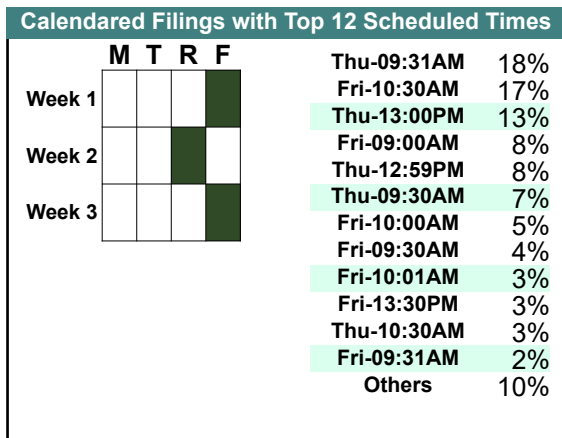 Calendared Filings with Top 12 Scheduled Times
M T R F
Week 1
Week 2
Week 3
Thu-09:31AM 18%
Fri-10:30AM 17%
Thu-13:00PM 13%
Fri-09:00AM 8%
Thu-12:59PM 8%
Thu-09:30AM 7%
Fri-10:00AM 5%
Fri-09:30AM 4%
Fri-10:01AM 3%
Fri-13:30PM 3%
Thu-10:30AM 3%
Fri-09:31AM 2%
Others 10%